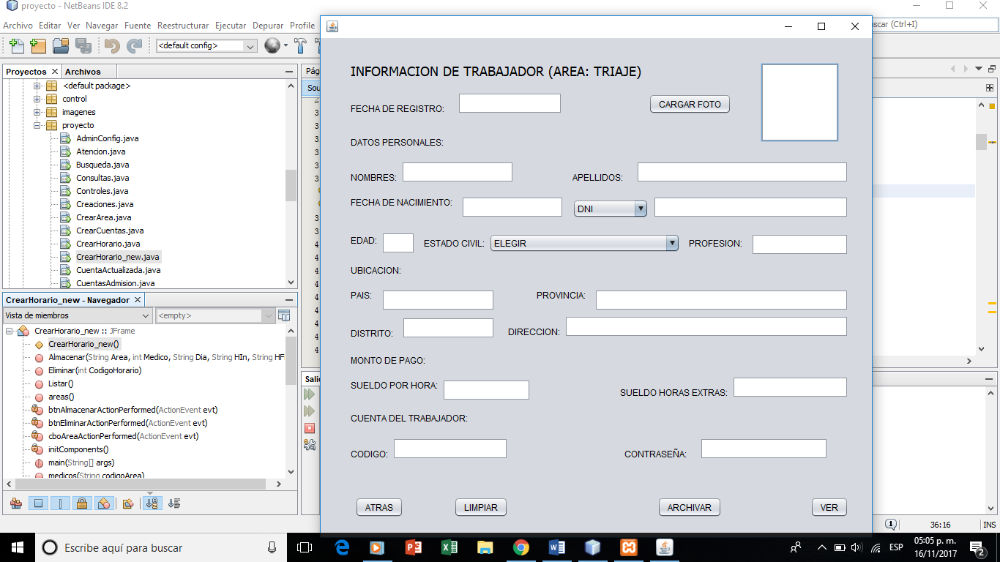 proyecto - NetBeans IDE 8.2
Archivo Editar Ver Navegar Fuente Reestructurar Ejecutar Depurar Profile
scar (Ctrl+I)
<default config>
Proyectos Archivos
<default package>
control
imagenes
proyecto
AdminConfig.java
Atencion.java
Busqueda.java
Consultas.java
Controles.java
Creaciones.java
CrearArea.java
CrearCuentas.java
CrearHorario.java
CrearHorario_new.java
CuentaActualizada.java
CuentasAdmision.java
CrearHorario_new - Navegador
Vista de miembros <empty>
CrearHorario_new :: JFrame
CrearHorario_new()
Almacenar(String Area, int Medico, String Dia, String HIn, String HF
Eliminar(int CodigoHorario)
Listar()
areas()
btnAlmacenarActionPerformed(ActionEvent evt)
btnEliminarActionPerformed(ActionEvent evt)
cboAreaActionPerformed(ActionEvent evt)
initComponents()
main(String[] args)
medicos(String codigoArea)
Pág
Sou
Salid
INFORMACION DE TRABAJADOR (AREA: TRIAJE)
FECHA DE REGISTRO:
CARGAR FOTO
DATOS PERSONALES:
NOMBRES: APELLIDOS:
FECHA DE NACIMIENTO: DNI
EDAD: ESTADO CIVIL: ELEGIR PROFESION:
UBICACION:
PAIS: PROVINCIA:
DISTRITO: DIRECCION:
MONTO DE PAGO:
SUELDO POR HORA: SUELDO HORAS EXTRAS:
CUENTA DEL TRABAJADOR:
CODIGO: CONTRASEÑA:
ATRAS LIMPIAR ARCHIVAR VER
1 36:16 INS
Escribe aquí para buscar
ESP
05:05 p. m.
16/11/2017
2